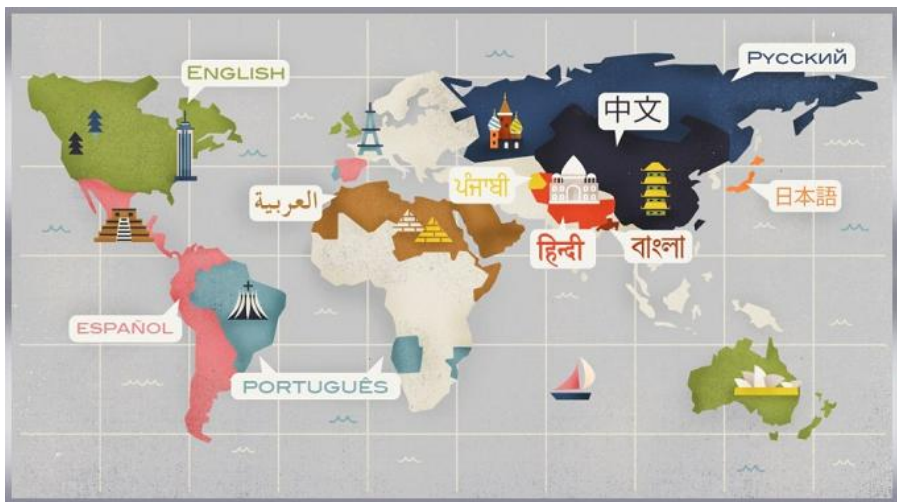 ENGLISH
РУССКИЙ
中文
ਪੰਜਾਬੀ
العربية
日本語
हिन्दी
বাংলা
ESPAÑOL
PORTUGUÊS